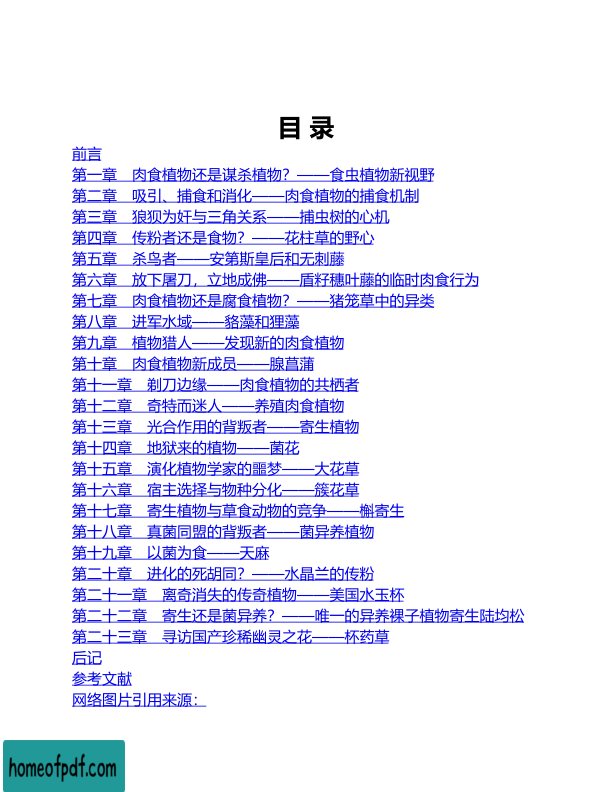 目 录
前言
第一章　肉食植物还是谋杀植物？——食虫植物新视野
第二章　吸引、捕食和消化——肉食植物的捕食机制
第三章　狼狈为奸与三角关系——捕虫树的心机
第四章　传粉者还是食物？——花柱草的野心
第五章　杀鸟者——安第斯皇后和无刺藤
第六章　放下屠刀，立地成佛——盾籽穗叶藤的临时肉食行为
第七章　肉食植物还是腐食植物？——猪笼草中的异类
第八章　进军水域——貉藻和狸藻
第九章　植物猎人——发现新的肉食植物
第十章　肉食植物新成员——腺菖蒲
第十一章　剃刀边缘——肉食植物的共栖者
第十二章　奇特而迷人——养殖肉食植物
第十三章　光合作用的背叛者——寄生植物
第十四章　地狱来的植物——菌花
第十五章　演化植物学家的噩梦——大花草
第十六章　宿主选择与物种分化——簇花草
第十七章　寄生植物与草食动物的竞争——槲寄生
第十八章　真菌同盟的背叛者——菌异养植物
第十九章　以菌为食——天麻
第二十章　进化的死胡同？——水晶兰的传粉
第二十一章　离奇消失的传奇植物——美国水玉杯
第二十二章　寄生还是菌异养？——唯一的异养裸子植物寄生陆均松
第二十三章　寻访国产珍稀幽灵之花——杯药草
后记
参考文献
网络图片引用来源：
homeofpdf.com